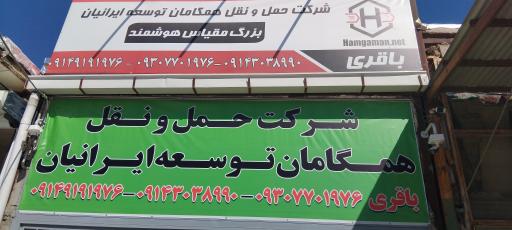 شرکت حمل و نقل همگامان توسعه ایرانیان
بزرگ مقیاس هوشمند
Hamgaman.net
باقری
۰۹۱۴۹۱۹۱۹۷۶-۰۹۳۰۷۷۰۱۹۷۶-۰۹۱۴۳۰۳۸۹۹۰
شرکت حمل و نقل
همگامان توسعه ایرانیان
باقری ۰۹۳۰۷۷۰۱۹۷۶-۰۹۱۴۳۰۳۸۹۹۰-۰۹۱۴۹۱۹۱۹۷۶